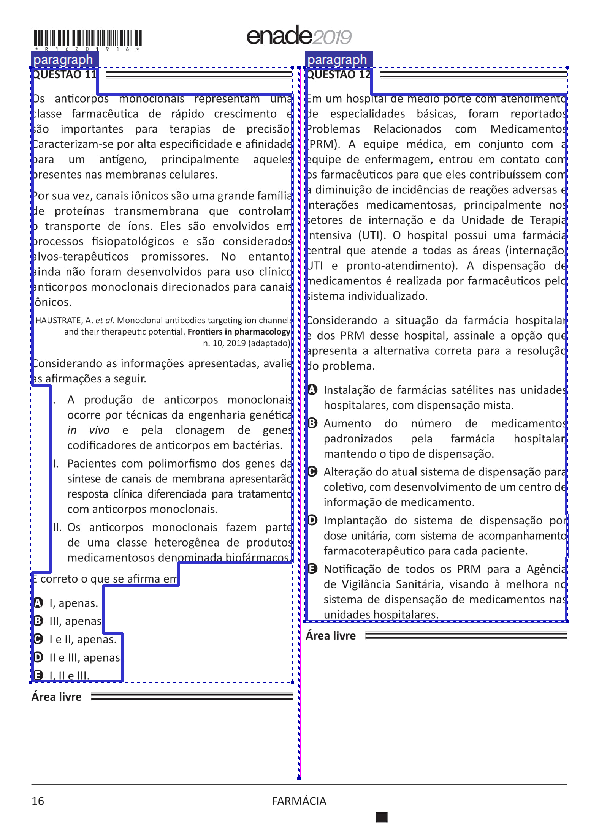 *R1620191 6*
enade2019
paragraph
QUESTÃO 11
Os anticorpos monoclonais representam uma
classe farmacêutica de rápido crescimento e
são importantes para terapias de precisão.
Caracterizam-se por alta especificidade e afinidade
para um antígeno, principalmente aqueles
presentes nas membranas celulares.
Por sua vez, canais iônicos são uma grande família
de proteínas transmembrana que controlam
o transporte de íons. Eles são envolvidos em
processos fisiopatológicos e são considerados
alvos-terapêuticos promissores. No entanto,
ainda não foram desenvolvidos para uso clínico
anticorpos monoclonais direcionados para canais
iônicos.
HAUSTRATE, A. et al. Monoclonal antibodies targeting ion channels
and their therapeutic potential. Frontiers in pharmacology,
n. 10, 2019 (adaptado).
Considerando as informações apresentadas, avalie
as afirmações a seguir.
I. A produção de anticorpos monoclonais
ocorre por técnicas da engenharia genética
in vivo e pela clonagem de genes
codificadores de anticorpos em bactérias.
II. Pacientes com polimorfismo dos genes da
síntese de canais de membrana apresentarão
resposta clínica diferenciada para tratamento
com anticorpos monoclonais.
III. Os anticorpos monoclonais fazem parte
de uma classe heterogênea de produtos
medicamentosos denominada biofármacos.
É correto o que se afirma em
A I, apenas.
B III, apenas.
C I e II, apenas.
D II e III, apenas.
E I, II e III.
Área livre
paragraph
QUESTÃO 12
Em um hospital de médio porte com atendimento
de especialidades básicas, foram reportados
Problemas Relacionados com Medicamentos
(PRM). A equipe médica, em conjunto com a
equipe de enfermagem, entrou em contato com
os farmacêuticos para que eles contribuíssem com
a diminuição de incidências de reações adversas e
interações medicamentosas, principalmente nos
setores de internação e da Unidade de Terapia
Intensiva (UTI). O hospital possui uma farmácia
central que atende a todas as áreas (internação,
UTI e pronto-atendimento). A dispensação de
medicamentos é realizada por farmacêuticos pelo
sistema individualizado.
Considerando a situação da farmácia hospitalar
e dos PRM desse hospital, assinale a opção que
apresenta a alternativa correta para a resolução
do problema.
A Instalação de farmácias satélites nas unidades
hospitalares, com dispensação mista.
B Aumento do número de medicamentos
padronizados pela farmácia hospitalar,
mantendo o tipo de dispensação.
C Alteração do atual sistema de dispensação para
coletivo, com desenvolvimento de um centro de
informação de medicamento.
D Implantação do sistema de dispensação por
dose unitária, com sistema de acompanhamento
farmacoterapêutico para cada paciente.
E Notificação de todos os PRM para a Agência
de Vigilância Sanitária, visando à melhora no
sistema de dispensação de medicamentos nas
unidades hospitalares.
Área livre
16
FARMÁCIA